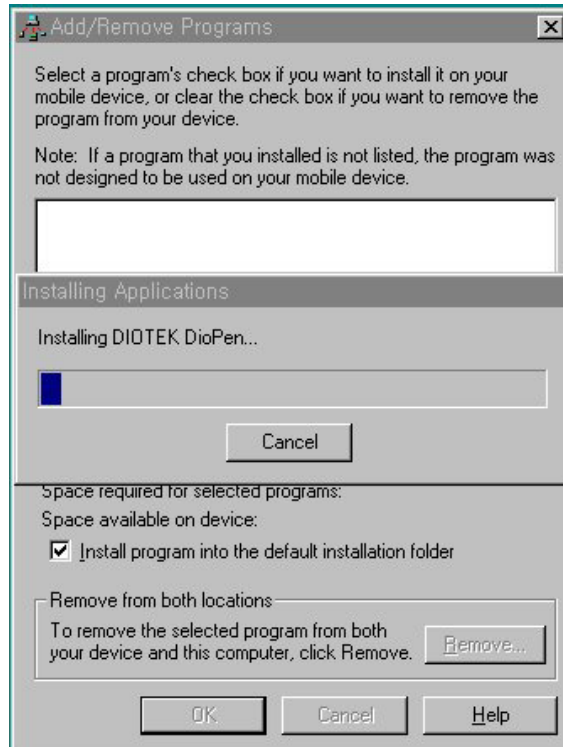 Add/Remove Programs
Select a program's check box if you want to install it on your
mobile device, or clear the check box if you want to remove the
program from your device.
Note: If a program that you installed is not listed, the program was
not designed to be used on your mobile device.
Installing Applications
Installing DIOTEK DioPen...
Cancel
Space required for selected programs:
Space available on device:
Install program into the default installation folder
Remove from both locations
To remove the selected program from both
your device and this computer, click Remove.
Remove...
OK
Cancel
Help